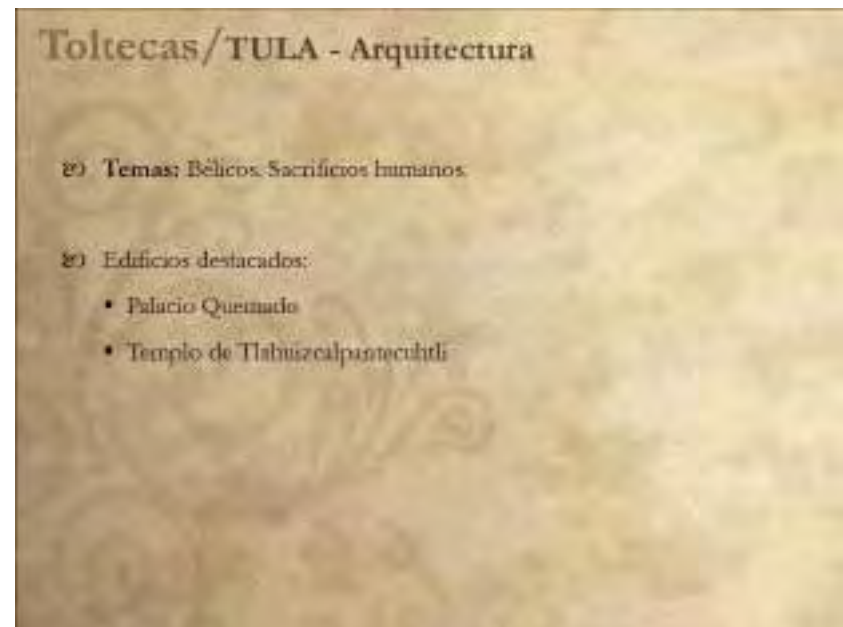 Toltecas/TULA - Arquitectura
Temas: Bélicos. Sacrificios humanos.
Edificios destacados:
• Palacio Quemado
• Templo de Tlahuizcalpantecuhtli